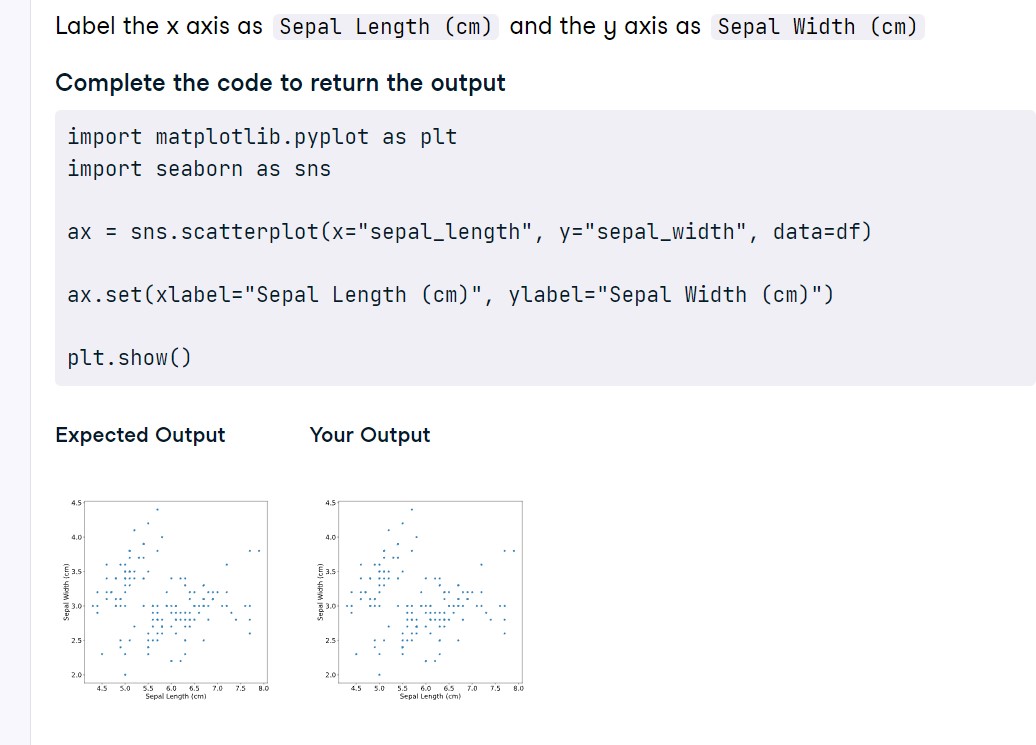 Label the x axis as Sepal Length (cm) and the y axis as Sepal Width (cm)
Complete the code to return the output
import matplotlib.pyplot as plt
import seaborn as sns
ax = sns.scatterplot(x="sepal_length", y="sepal_width", data=df)
ax.set(xlabel="Sepal Length (cm)", ylabel="Sepal Width (cm)")
plt.show()
Expected Output
Your Output
4.5
4.0
3.5
3.0
2.5
2.0
Sepal Width (cm)
4.5 5.0 5.5 6.0 6.5 7.0 7.5 8.0
Sepal Length (cm)
4.5
4.0
3.5
3.0
2.5
2.0
Sepal Width (cm)
4.5 5.0 5.5 6.0 6.5 7.0 7.5 8.0
Sepal Length (cm)